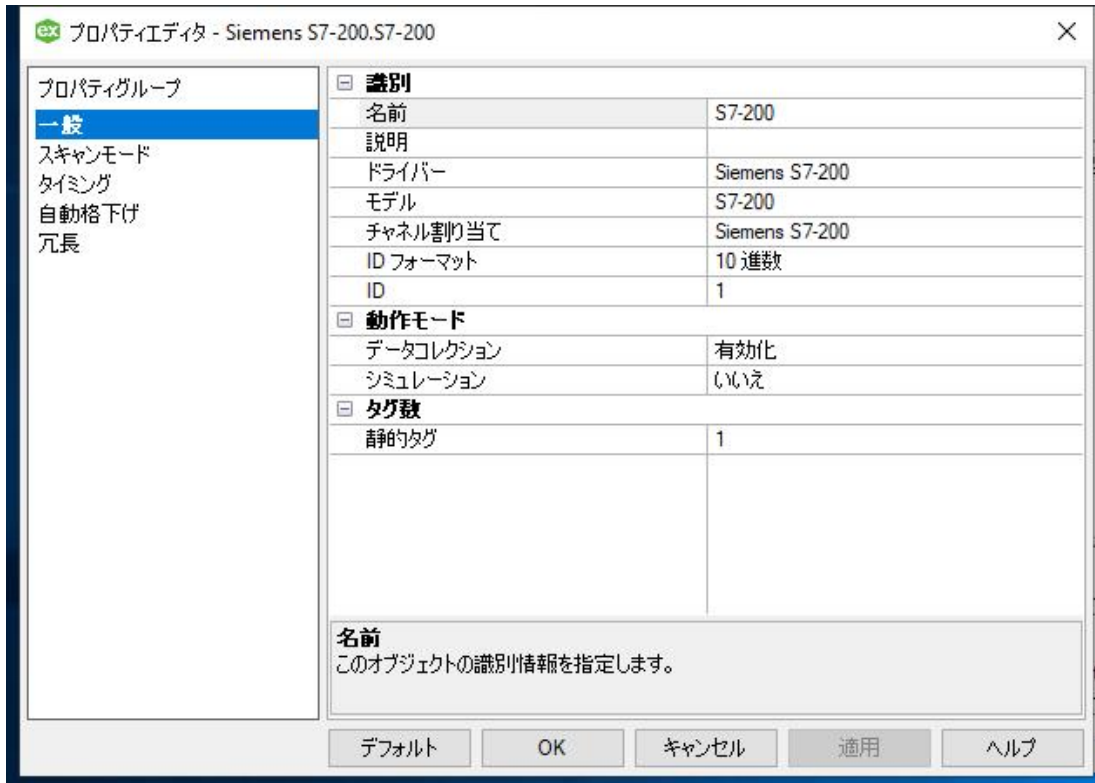 ex プロパティエディタ - Siemens S7-200.S7-200
プロパティグループ
一般
スキャンモード
タイミング
自動格下げ
冗長
識別
名前 S7-200
説明
ドライバー Siemens S7-200
モデル S7-200
チャネル割り当て Siemens S7-200
ID フォーマット 10 進数
ID 1
動作モード
データコレクション 有効化
シミュレーション いいえ
タグ数
静的タグ 1
名前
このオブジェクトの識別情報を指定します。
デフォルト OK キャンセル 適用 ヘルプ